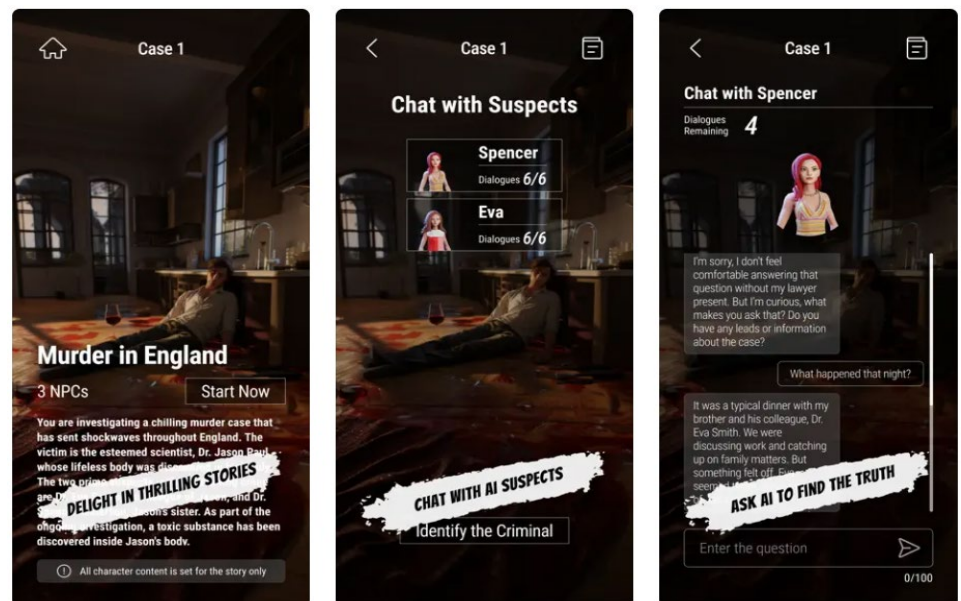 Case 1
Murder in England
3 NPCs
Start Now
You are investigating a chilling murder case that
has sent shockwaves throughout England. The
victim is the esteemed scientist, Dr. Jason Paul,
whose lifeless body was
The two
are and Dr.
Jason's sister. As part of the
ongoing investigation, a toxic substance has been
discovered inside Jason's body.
DELIGHT IN THRILLING STORIES
All character content is set for the story only
Case 1
Chat with Suspects
Spencer
Dialogues 6/6
Eva
Dialogues 6/6
CHAT WITH AI SUSPECTS
Identify the Criminal
Case 1
Chat with Spencer
Dialogues
Remaining 4
I'm sorry, I don't feel
comfortable answering that
question without my lawyer
present. But I'm curious, what
makes you ask that? Do you
have any leads or information
about the case?
What happened that night?
It was a typical dinner with my
brother and his colleague, Dr.
Eva Smith. We were
discussing work and catching
up on family matters. But
something felt off.
ASK AI TO FIND THE TRUTH
Enter the question
0/100